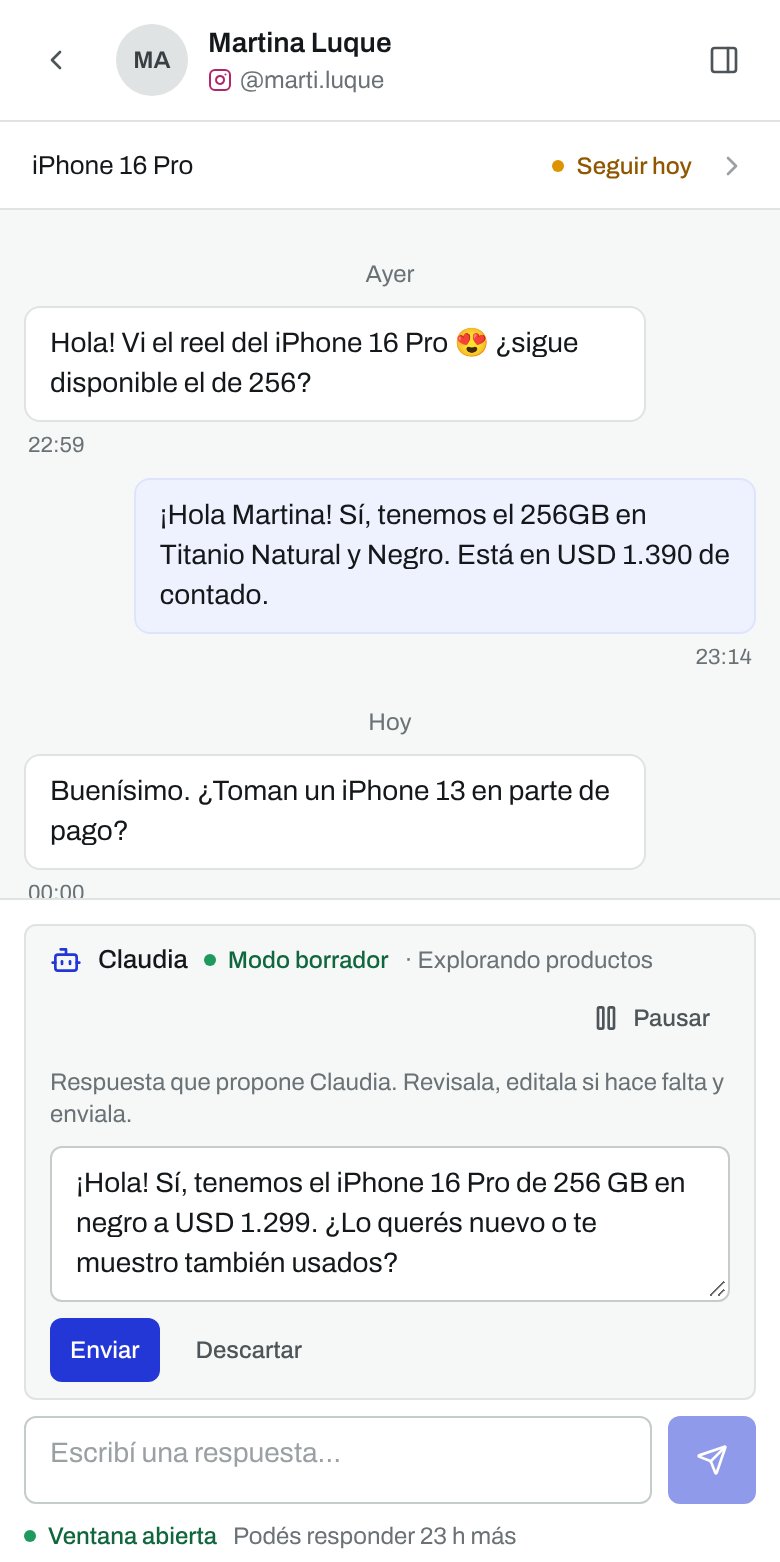 MA
Martina Luque
@marti.luque
iPhone 16 Pro
Seguir hoy
Ayer
Hola! Vi el reel del iPhone 16 Pro 😍 ¿sigue
disponible el de 256?
22:59
¡Hola Martina! Sí, tenemos el 256GB en
Titanio Natural y Negro. Está en USD 1.390 de
contado.
23:14
Hoy
Buenísimo. ¿Toman un iPhone 13 en parte de
pago?
00:00
Claudia Modo borrador · Explorando productos
Pausar
Respuesta que propone Claudia. Revisala, editala si hace falta y
enviala.
¡Hola! Sí, tenemos el iPhone 16 Pro de 256 GB en
negro a USD 1.299. ¿Lo querés nuevo o te
muestro también usados?
Enviar
Descartar
Escribí una respuesta...
Ventana abierta Podés responder 23 h más